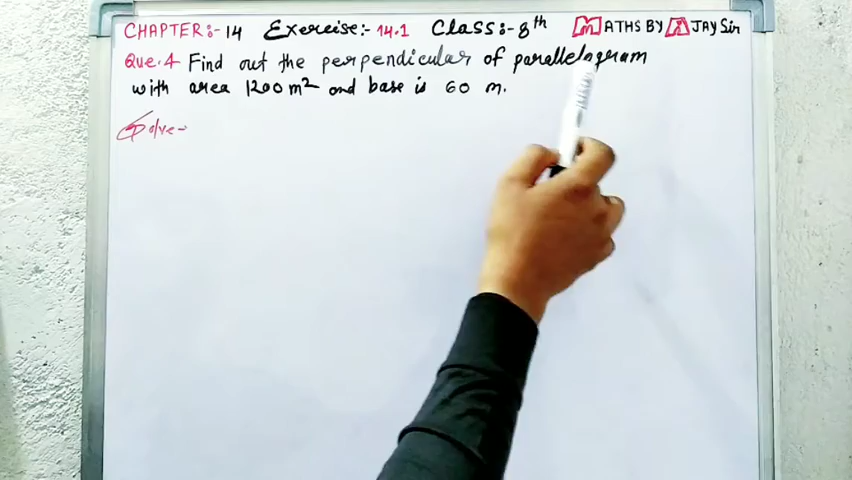 CHAPTER:- 14 Exercise:- 14.1 Class:- 8th MATHS BY AJAY Sir
Que.4 Find out the perpendicular of parallelogram
with area 1200 m² and base is 60 m.
Solve-